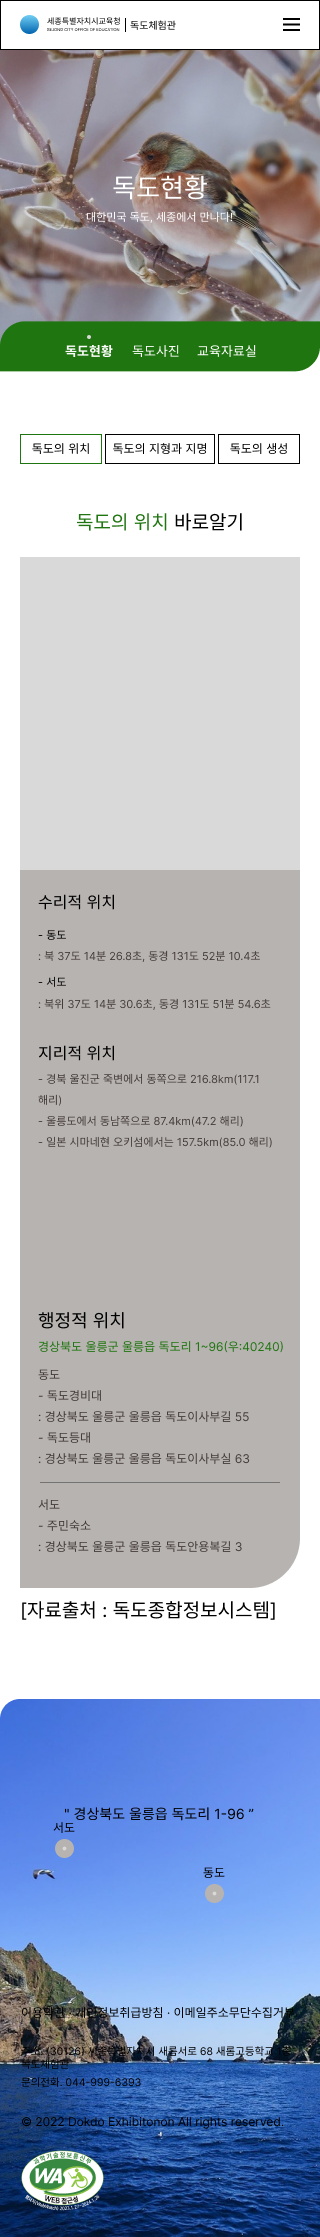 세종특별자치시교육청
SEJONG CITY OFFICE OF EDUCATION
독도체험관
독도현황
대한민국 독도, 세종에서 만나다!
독도현황 독도사진 교육자료실
독도의 위치 독도의 지형과 지명 독도의 생성
독도의 위치 바로알기
수리적 위치
- 동도
: 북 37도 14분 26.8초, 동경 131도 52분 10.4초
- 서도
: 북위 37도 14분 30.6초, 동경 131도 51분 54.6초
지리적 위치
- 경북 울진군 죽변에서 동쪽으로 216.8km(117.1
해리)
- 울릉도에서 동남쪽으로 87.4km(47.2 해리)
- 일본 시마네현 오키섬에서는 157.5km(85.0 해리)
행정적 위치
경상북도 울릉군 울릉읍 독도리 1~96(우:40240)
동도
- 독도경비대
: 경상북도 울릉군 울릉읍 독도이사부길 55
- 독도등대
: 경상북도 울릉군 울릉읍 독도이사부실 63
서도
- 주민숙소
: 경상북도 울릉군 울릉읍 독도안용복길 3
[자료출처 : 독도종합정보시스템]
" 경상북도 울릉읍 독도리 1-96 "
서도
동도
이용약관 · 개인정보취급방침 · 이메일주소무단수집거부
주소. (30126) 세종특별자치시 새롬서로 68 새롬고등학교
독도체험관
문의전화. 044-999-6393
© 2022 Dokdo Exhibitonon All rights reserved.
과학기술정보통신부
WA
WEB 접근성